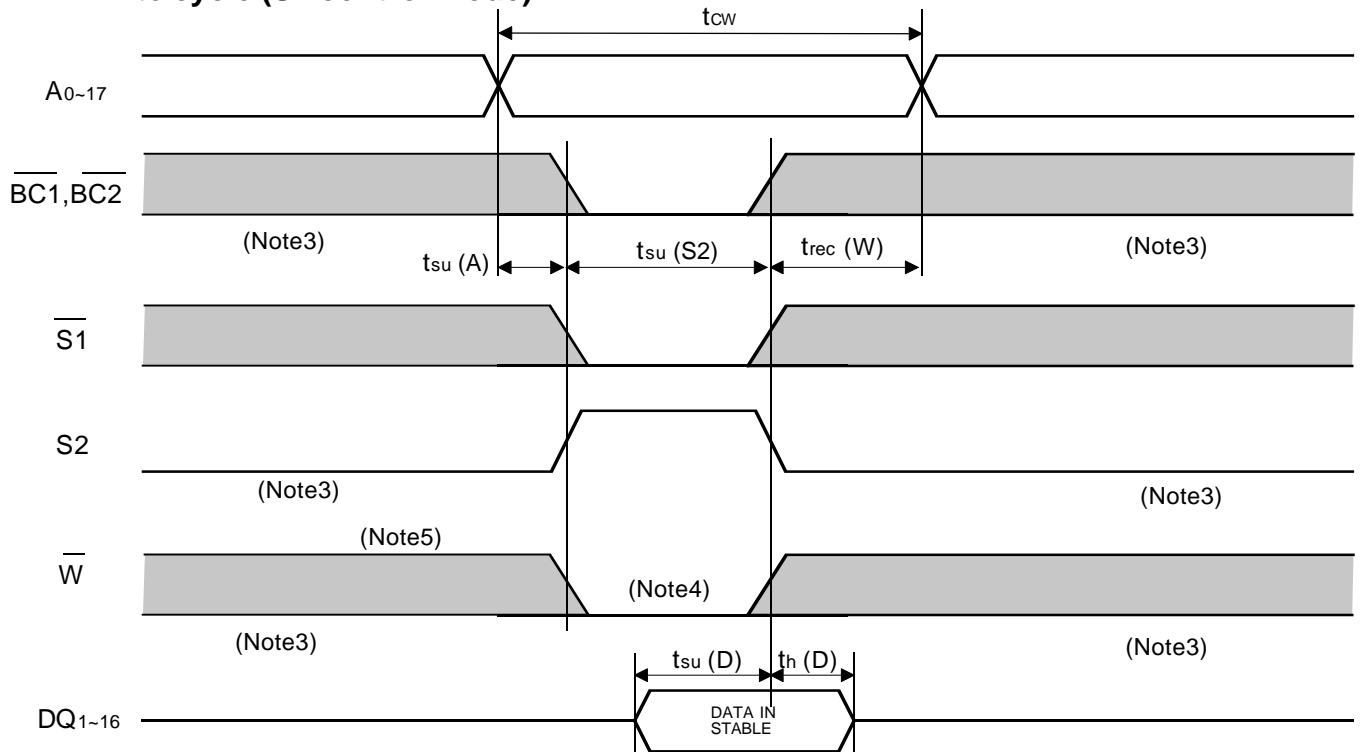 tCW
A0~17
BC1,BC2
(Note3)
(Note3)
tsu (A)
tsu (S2)
trec (W)
S1
S2
(Note3)
(Note3)
(Note5)
W
(Note4)
(Note3)
(Note3)
tsu (D)
th (D)
DQ1~16
DATA IN
STABLE